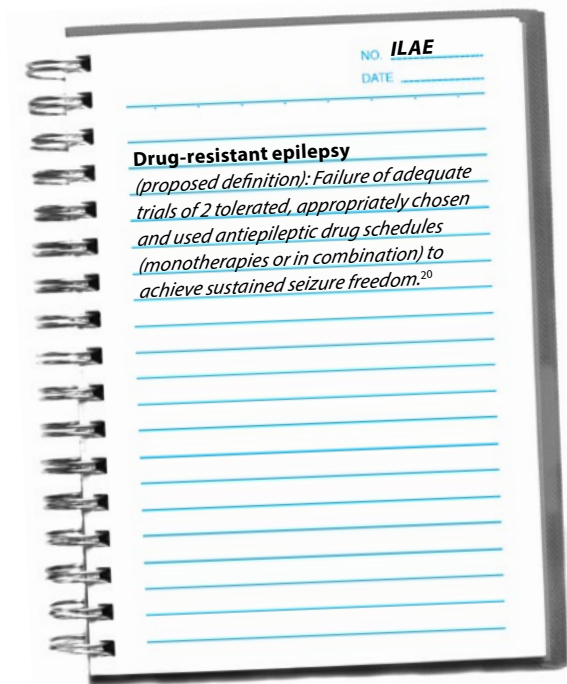 NO. ILAE
DATE
Drug-resistant epilepsy
(proposed definition): Failure of adequate
trials of 2 tolerated, appropriately chosen
and used antiepileptic drug schedules
(monotherapies or in combination) to
achieve sustained seizure freedom.20